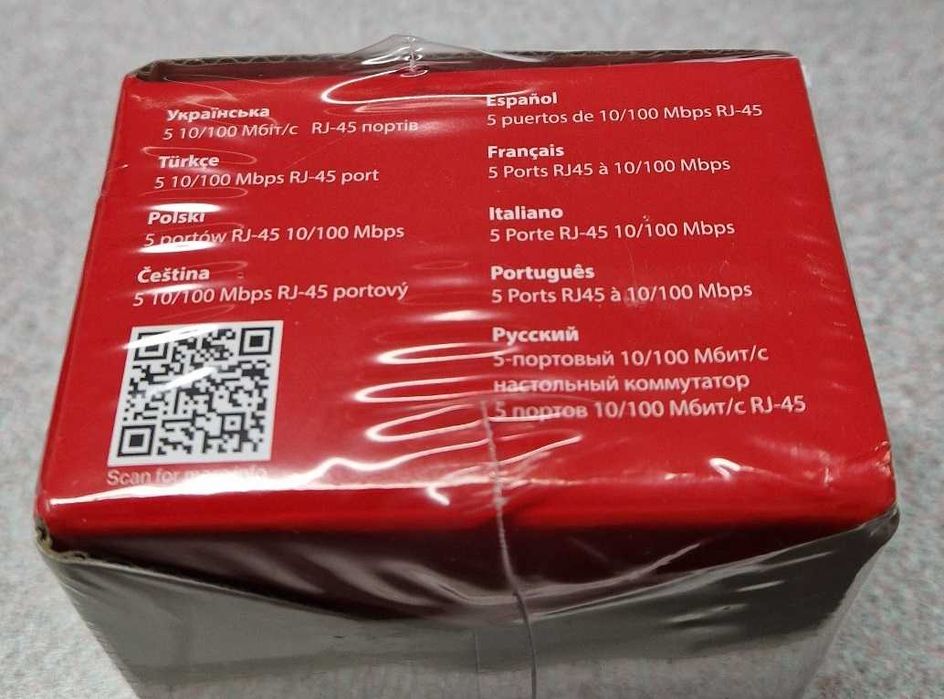 Українська
5 10/100 Мбіт/с RJ-45 портів
Türkçe
5 10/100 Mbps RJ-45 port
Polski
5 portów RJ-45 10/100 Mbps
Čeština
5 10/100 Mbps RJ-45 portový
Scan for more info
Español
5 puertos de 10/100 Mbps RJ-45
Français
5 Ports RJ45 à 10/100 Mbps
Italiano
5 Porte RJ-45 10/100 Mbps
Português
5 Ports RJ45 à 10/100 Mbps
Русский
5-портовый 10/100 Мбит/с
настольный коммутатор
5 портов 10/100 Мбит/с RJ-45